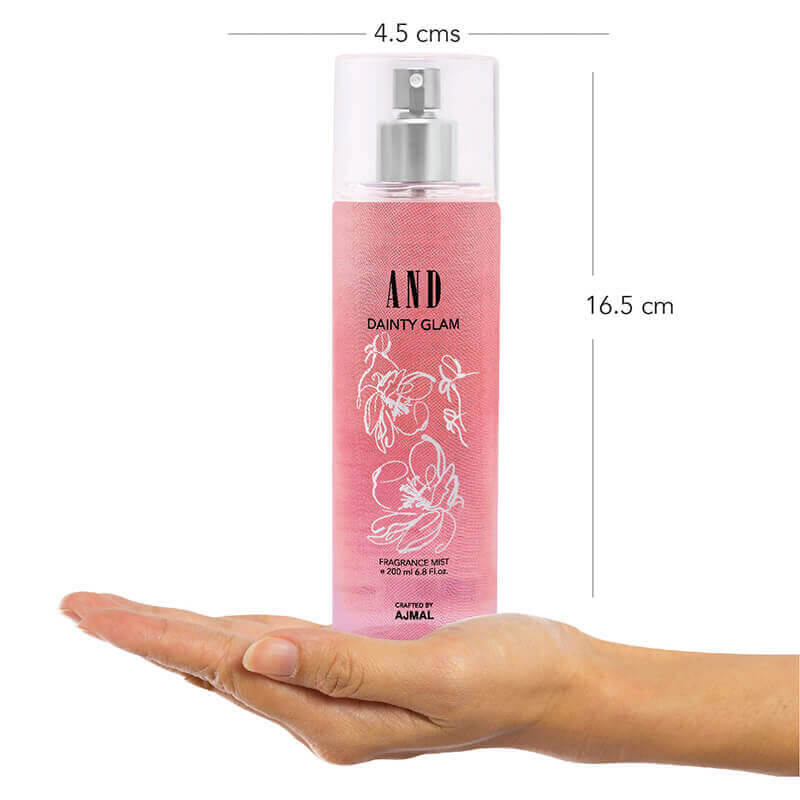 4.5 cms
16.5 cm
AND
DAINTY GLAM
FRAGRANCE MIST
e 200 ml 6.8 Fl.oz.
CRAFTED BY
AJMAL